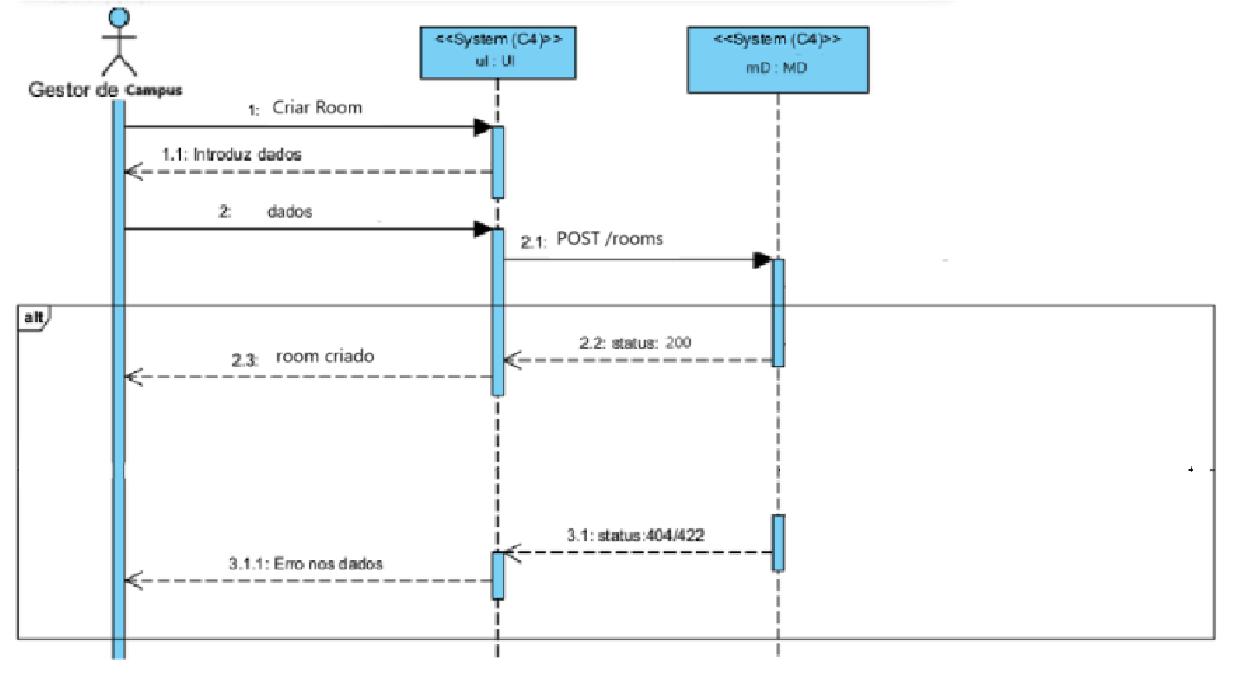 <<System (C4)>>
uI : UI
<<System (C4)>>
mD : MD
Gestor de Campus
1: Criar Room
1.1: Introduz dados
2: dados
2.1: POST /rooms
alt
2.2: status: 200
2.3: room criado
3.1: status:404/422
3.1.1: Erro nos dados